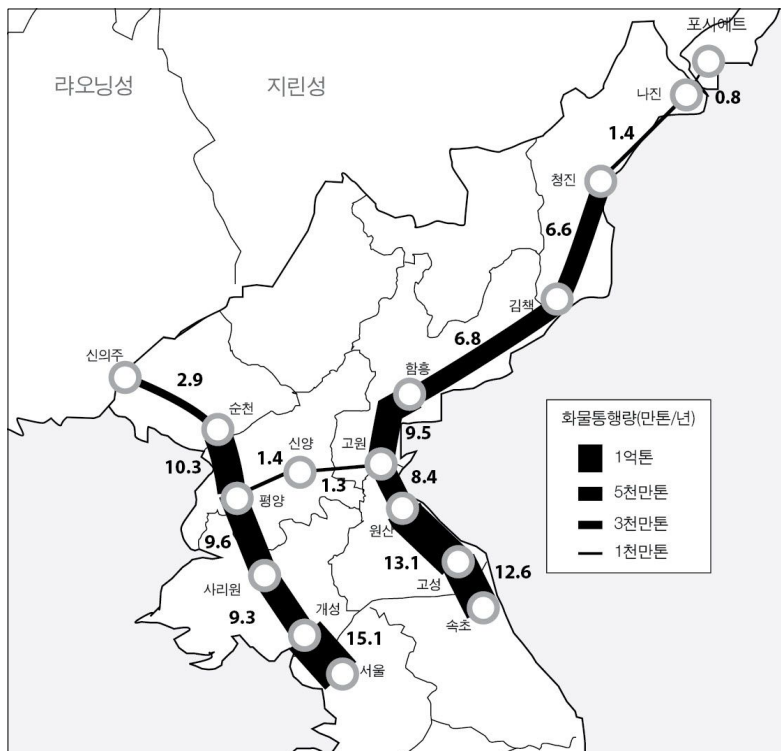 포시에트
랴오닝성
지린성
나진
0.8
1.4
청진
6.6
김책
6.8
신의주
함흥
2.9
순천
9.5
신양
고원
10.3
1.4
8.4
1.3
평양
원산
9.6
13.1
12.6
고성
사리원
개성
9.3
속초
15.1
서울
화물통행량(만톤/년)
1억톤
5천만톤
3천만톤
1천만톤